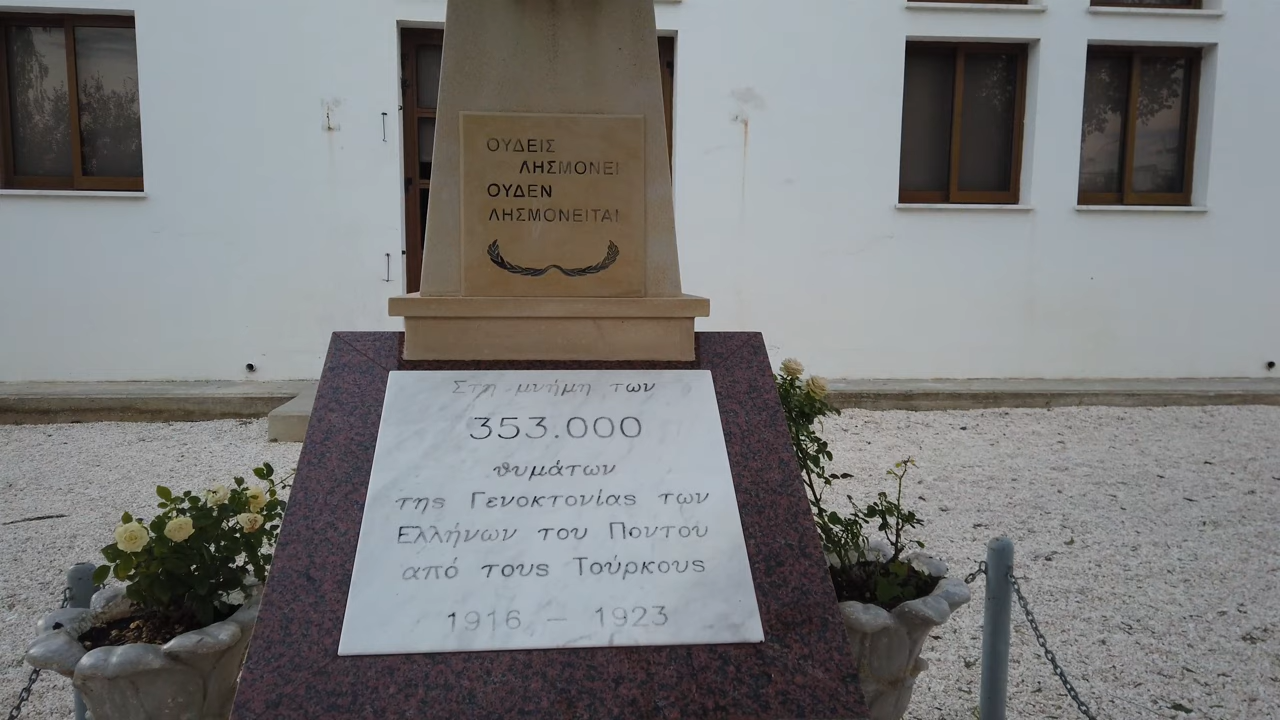 ΟΥΔΕΙΣ
ΛΗΣΜΟΝΕΙ
ΟΥΔΕΝ
ΛΗΣΜΟΝΕΙΤΑΙ
Στη μνήμη των
353.000
θυμάτων
της Γενοκτονίας των
Ελλήνων του Ποντου
από τους Τούρκους
1916 – 1923